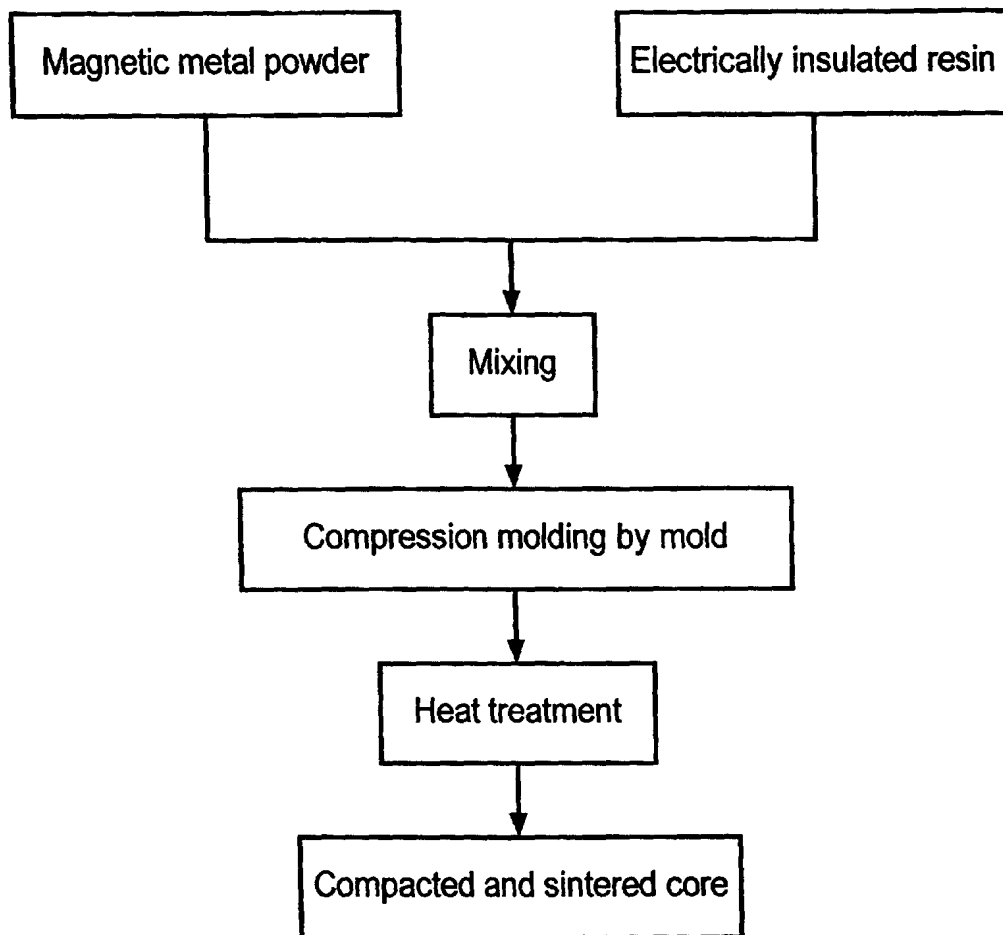 Magnetic metal powder
Electrically insulated resin
Mixing
Compression molding by mold
Heat treatment
Compacted and sintered core